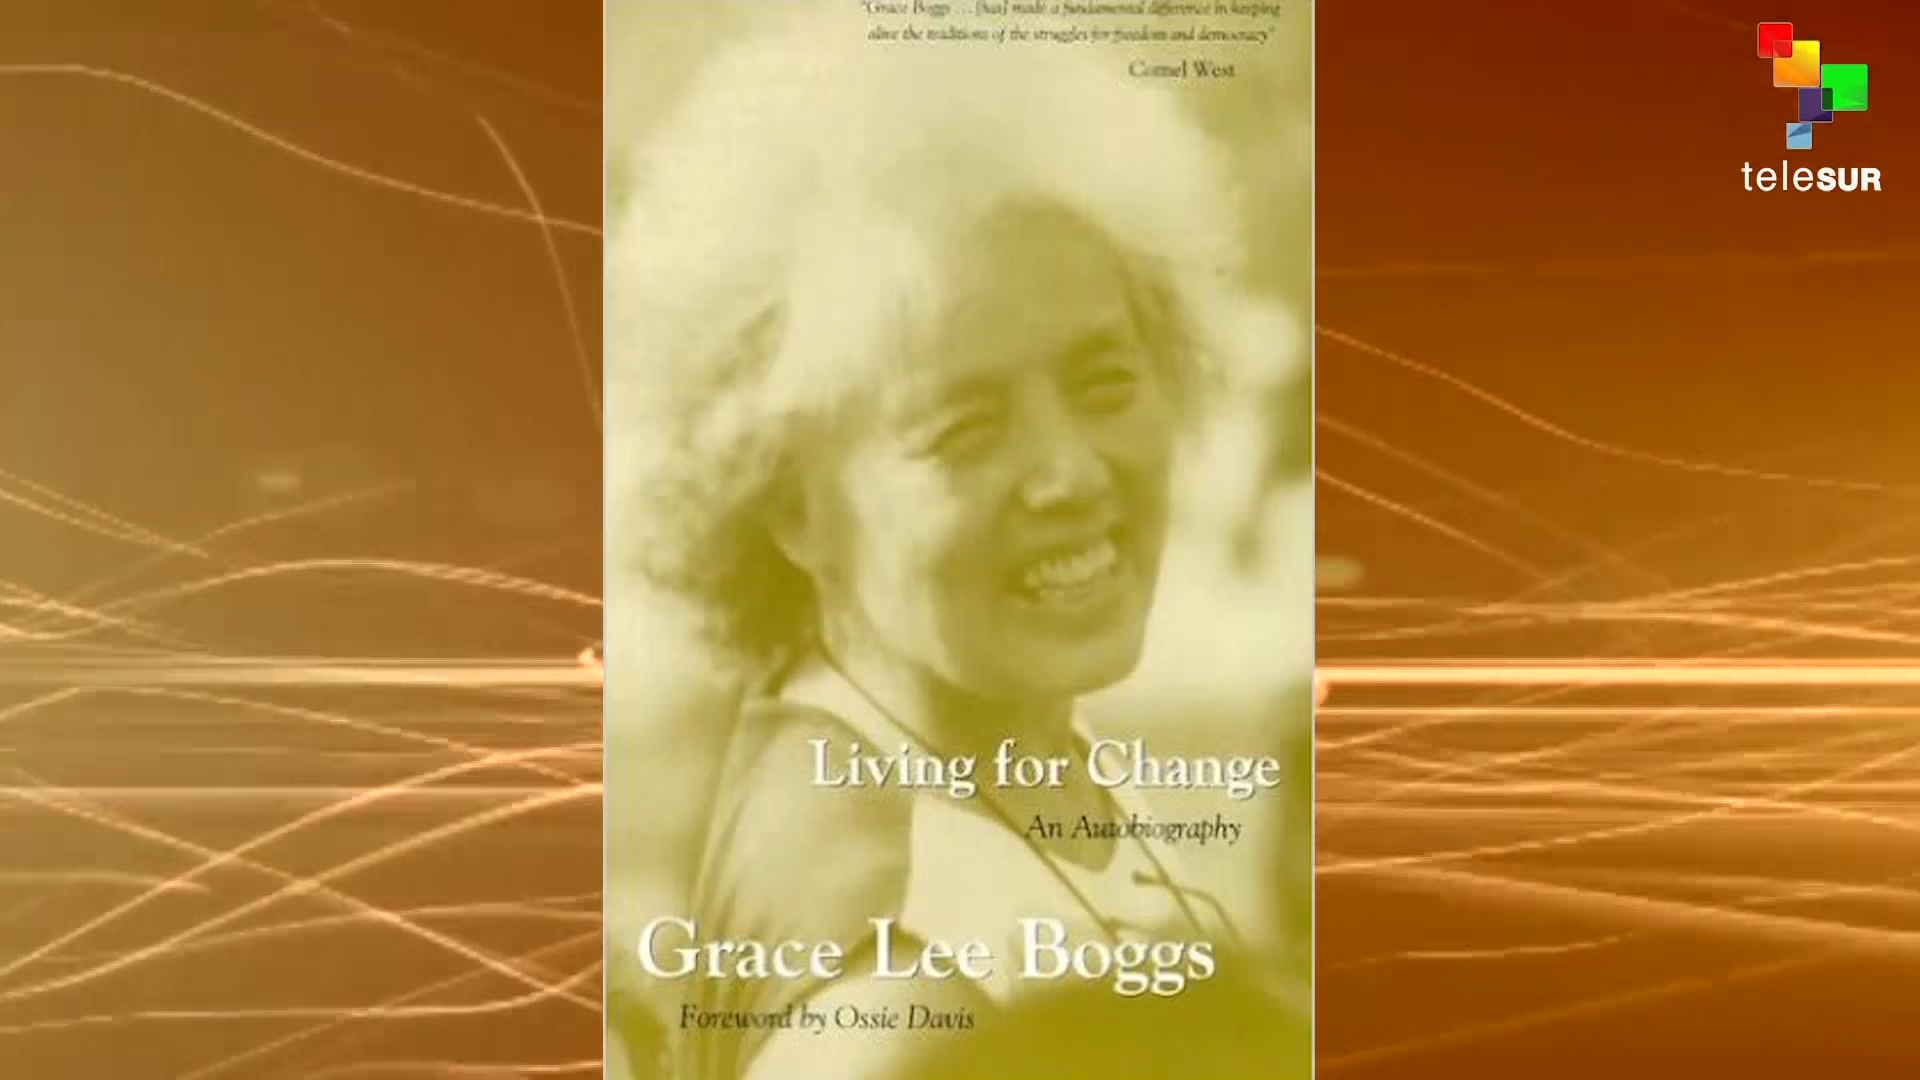 "Grace Boggs ... [has] made a fundamental difference in keeping
alive the traditions of the struggles for freedom and democracy"
Cornel West
teleSUR
Living for Change
An Autobiography
Grace Lee Boggs
Foreword by Ossie Davis